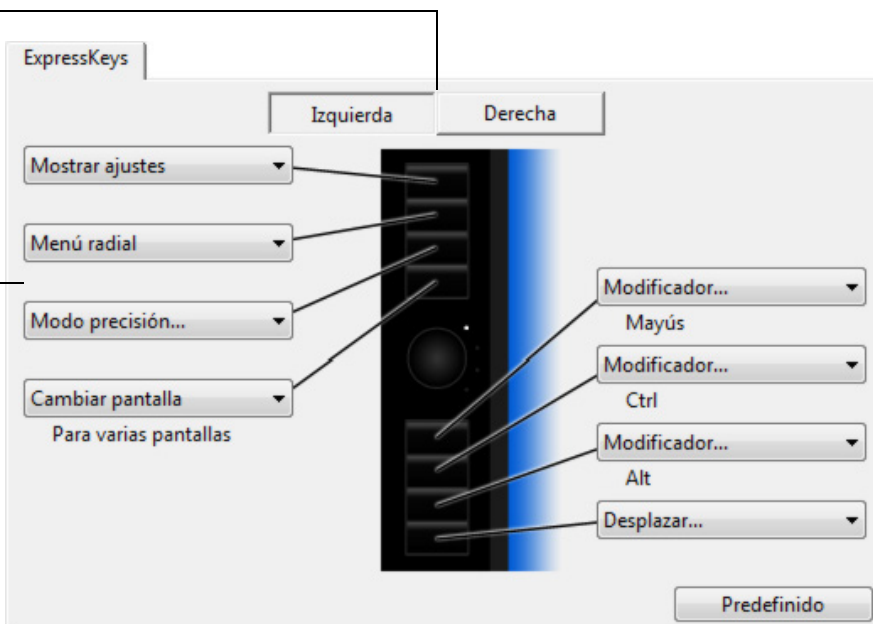 ExpressKeys
Izquierda
Derecha
Mostrar ajustes
Menú radial
Modo precisión...
Cambiar pantalla
Para varias pantallas
Modificador...
Mayús
Modificador...
Ctrl
Modificador...
Alt
Desplazar...
Predefinido